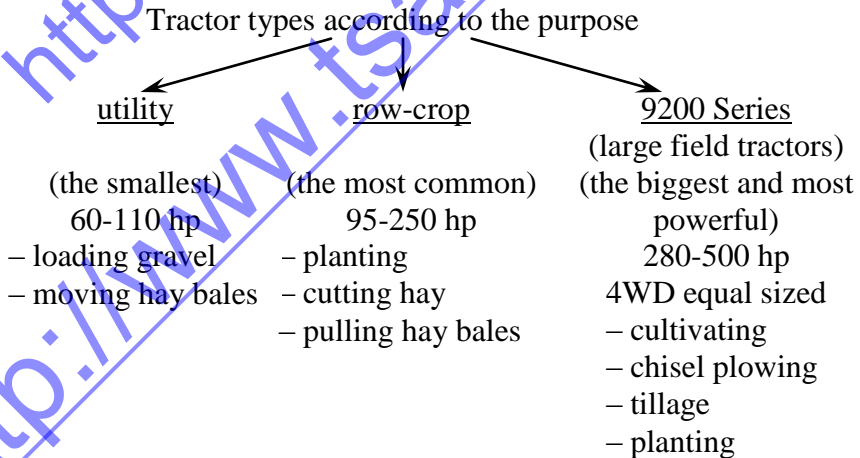 Tractor types according to the purpose
utility
(the smallest)
60-110 hp
– loading gravel
– moving hay bales
row-crop
(the most common)
95-250 hp
– planting
– cutting hay
– pulling hay bales
9200 Series
(large field tractors)
(the biggest and most
powerful)
280-500 hp
4WD equal sized
– cultivating
– chisel plowing
– tillage
– planting